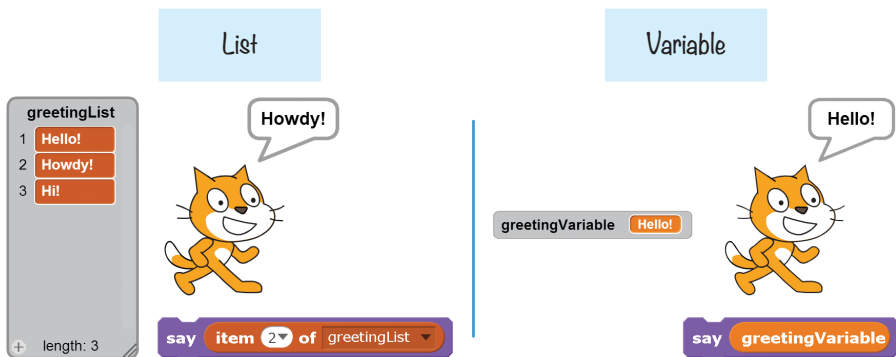 List
Variable
greetingList
1 Hello!
2 Howdy!
3 Hi!
+ length: 3
Howdy!
say item 2 of greetingList
greetingVariable Hello!
Hello!
say greetingVariable